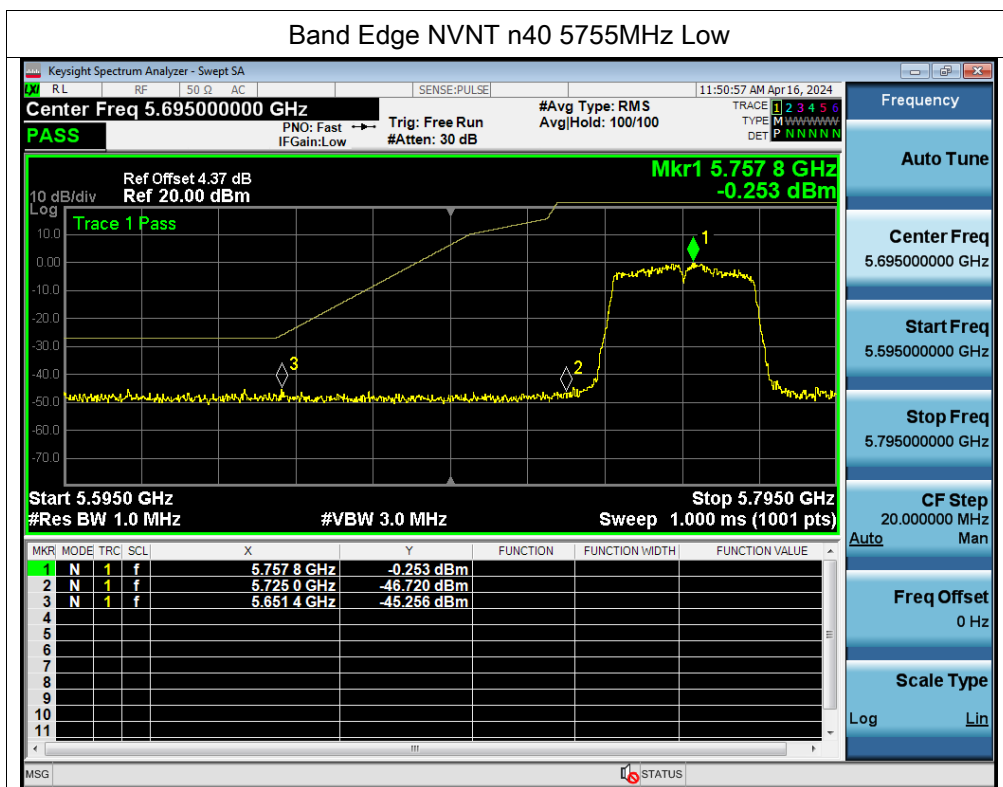 Band Edge NVNT n40 5755MHz Low
Keysight Spectrum Analyzer - Swept SA
LXI RL RF 50 Ω AC SENSE:PULSE 11:50:57 AM Apr 16, 2024
Center Freq 5.695000000 GHz #Avg Type: RMS TRACE 1 2 3 4 5 6
PNO: Fast Trig: Free Run Avg|Hold: 100/100 TYPE M WWWWW
PASS IFGain:Low #Atten: 30 dB DET P N N N N N
Mkr1 5.757 8 GHz
Ref Offset 4.37 dB
10 dB/div Ref 20.00 dBm -0.253 dBm
Log
Trace 1 Pass
10.0
0.00
-10.0
-20.0
-30.0
-40.0
-50.0
-60.0
-70.0
1
2
3
Start 5.5950 GHz Stop 5.7950 GHz
#Res BW 1.0 MHz #VBW 3.0 MHz Sweep 1.000 ms (1001 pts)
MKR MODE TRC SCL X Y FUNCTION FUNCTION WIDTH FUNCTION VALUE
1 N 1 f 5.757 8 GHz -0.253 dBm
2 N 1 f 5.725 0 GHz -46.720 dBm
3 N 1 f 5.651 4 GHz -45.256 dBm
4
5
6
7
8
9
10
11
MSG STATUS
Frequency
Auto Tune
Center Freq
5.695000000 GHz
Start Freq
5.595000000 GHz
Stop Freq
5.795000000 GHz
CF Step
20.000000 MHz
Auto Man
Freq Offset
0 Hz
Scale Type
Log Lin